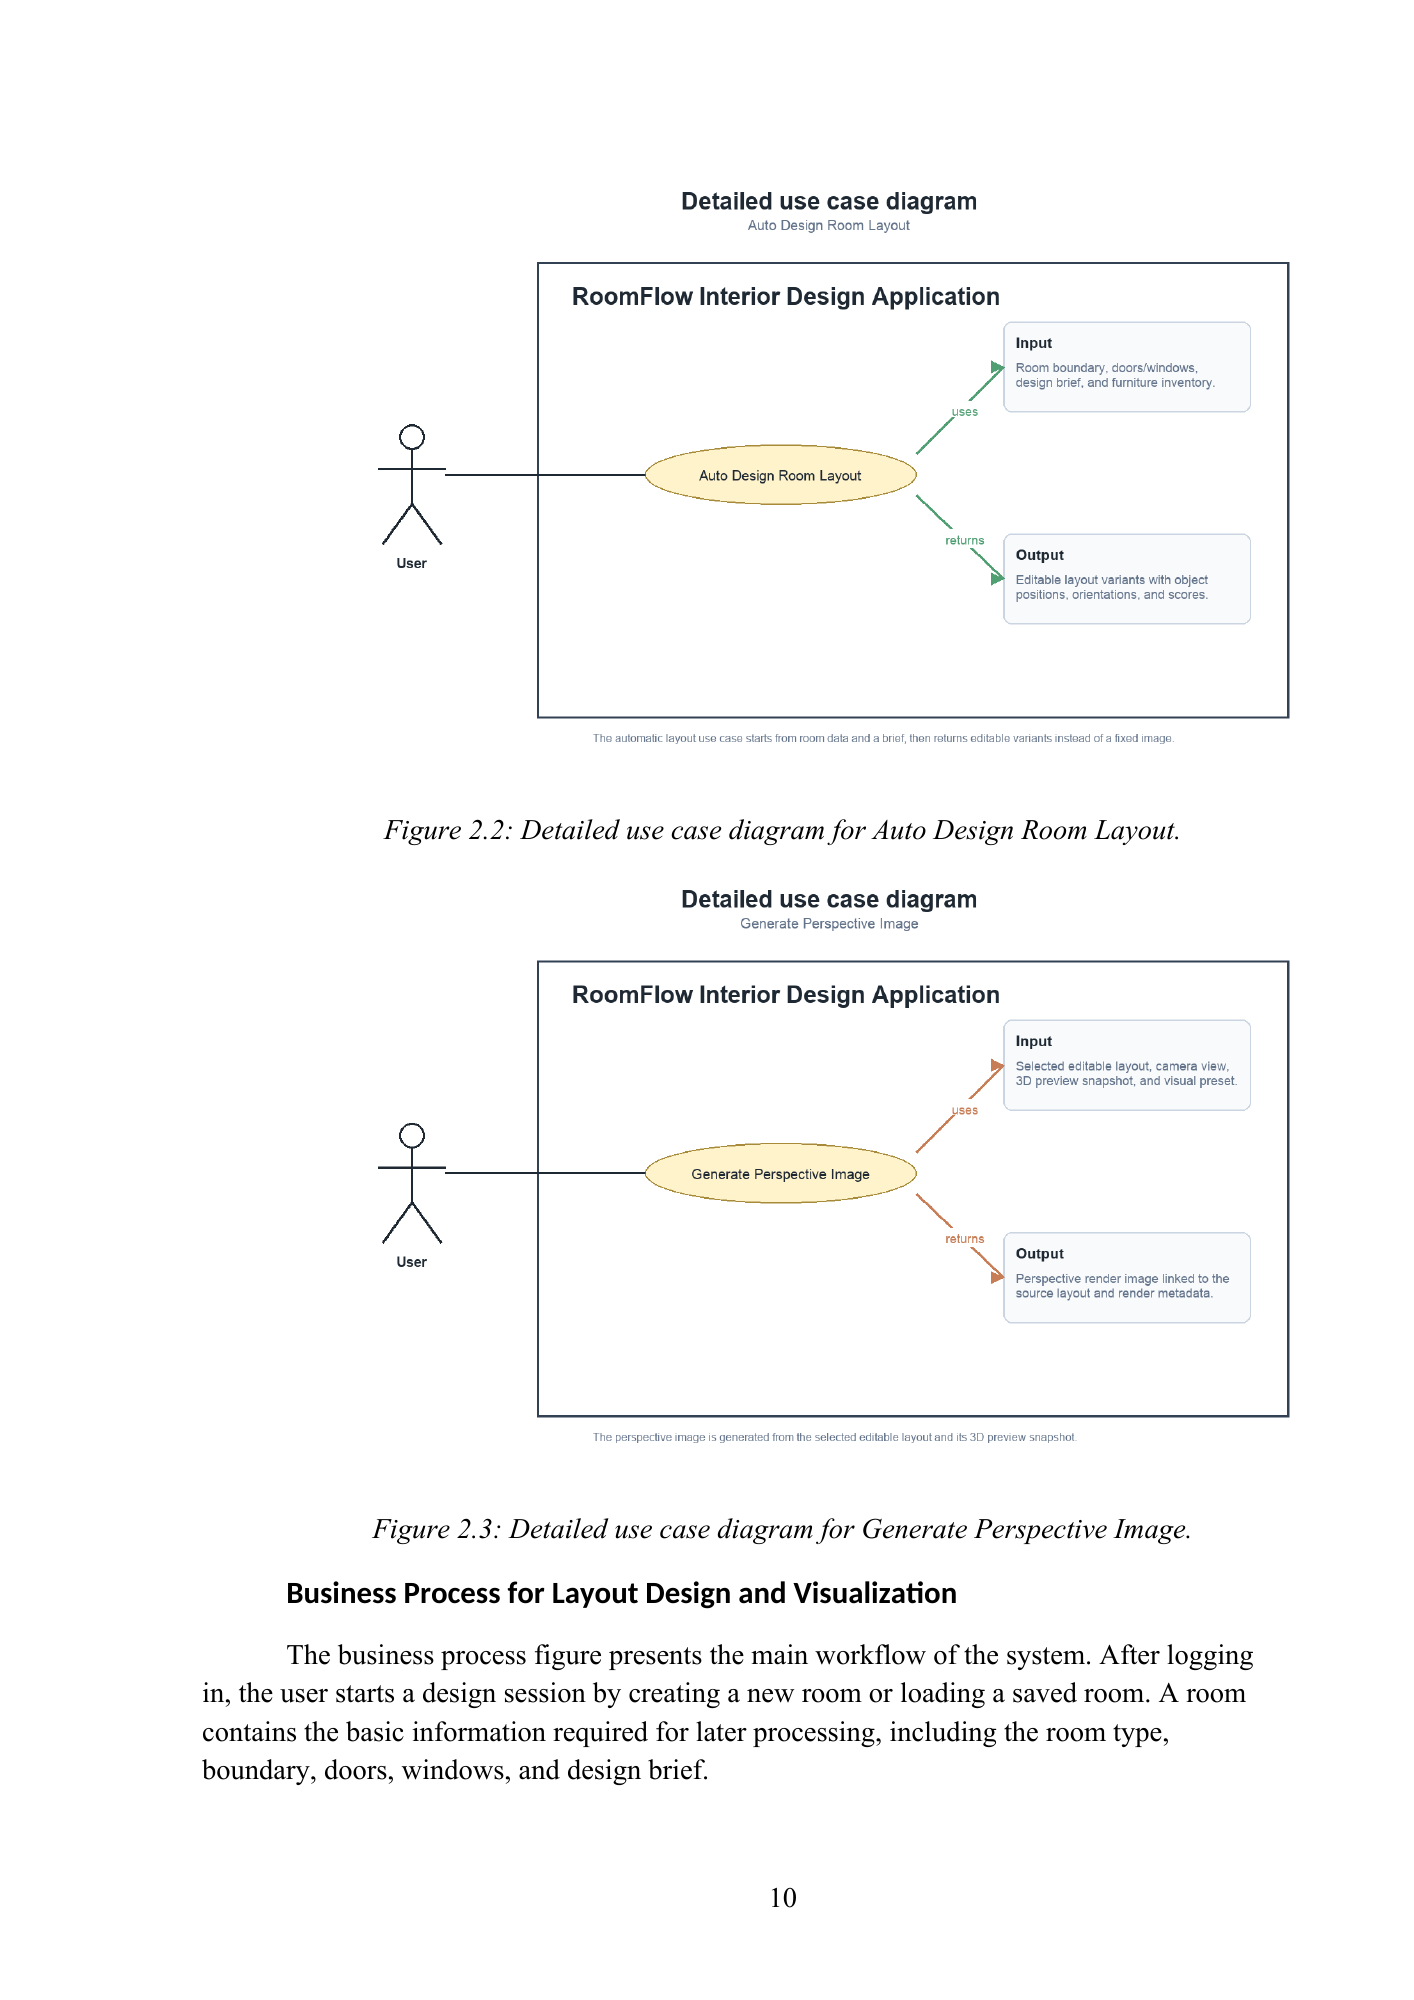 Detailed use case diagram
Auto Design Room Layout
RoomFlow Interior Design Application
Input
Room boundary, doors/windows,
design brief, and furniture inventory.
uses
Auto Design Room Layout
returns
Output
Editable layout variants with object
positions, orientations, and scores.
User
The automatic layout use case starts from room data and a brief, then returns editable variants instead of a fixed image.
Figure 2.2: Detailed use case diagram for Auto Design Room Layout.
Detailed use case diagram
Generate Perspective Image
RoomFlow Interior Design Application
Input
Selected editable layout, camera view,
3D preview snapshot, and visual preset.
uses
Generate Perspective Image
returns
Output
Perspective render image linked to the
source layout and render metadata.
User
The perspective image is generated from the selected editable layout and its 3D preview snapshot.
Figure 2.3: Detailed use case diagram for Generate Perspective Image.
Business Process for Layout Design and Visualization
The business process figure presents the main workflow of the system. After logging
in, the user starts a design session by creating a new room or loading a saved room. A room
contains the basic information required for later processing, including the room type,
boundary, doors, windows, and design brief.
10